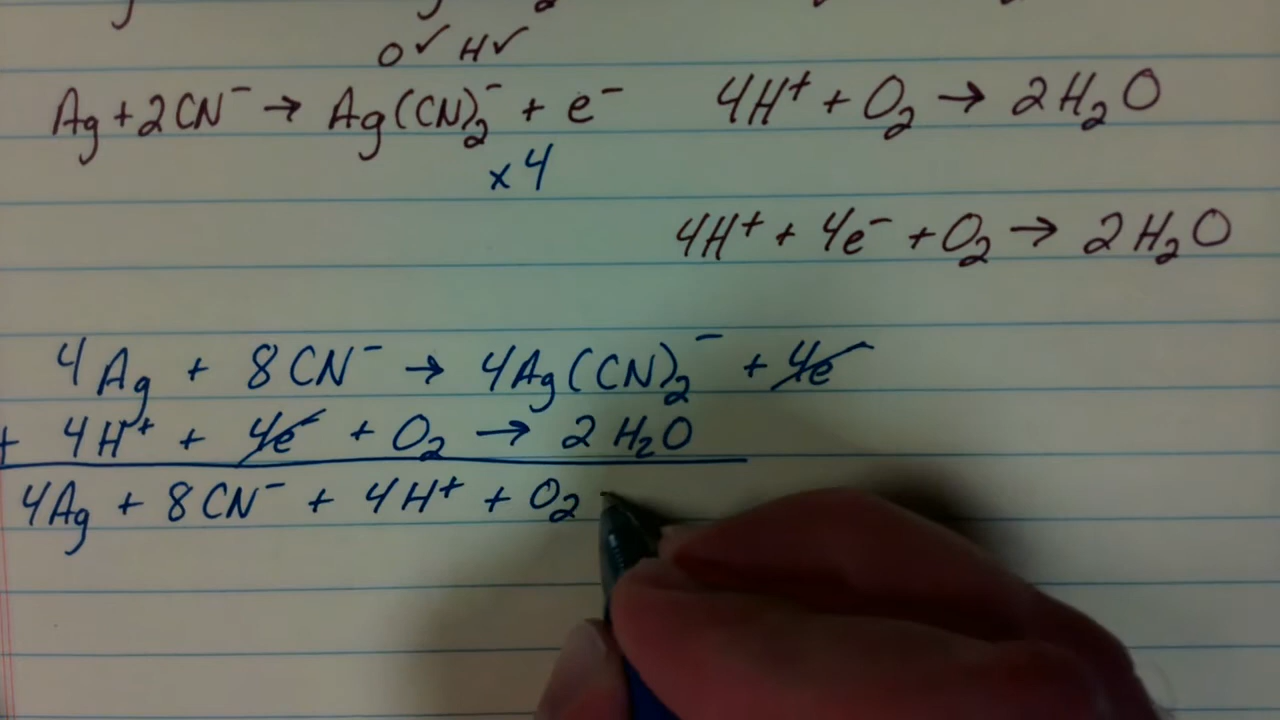 O ✓ H ✓
Ag + 2CN⁻ → Ag(CN)₂⁻ + e⁻ 4H⁺ + O₂ → 2H₂O
x4
4H⁺ + 4e⁻ + O₂ → 2H₂O
4Ag + 8CN⁻ → 4Ag(CN)₂⁻ + 4e⁻
+ 4H⁺ + 4e⁻ + O₂ → 2H₂O
4Ag + 8CN⁻ + 4H⁺ + O₂